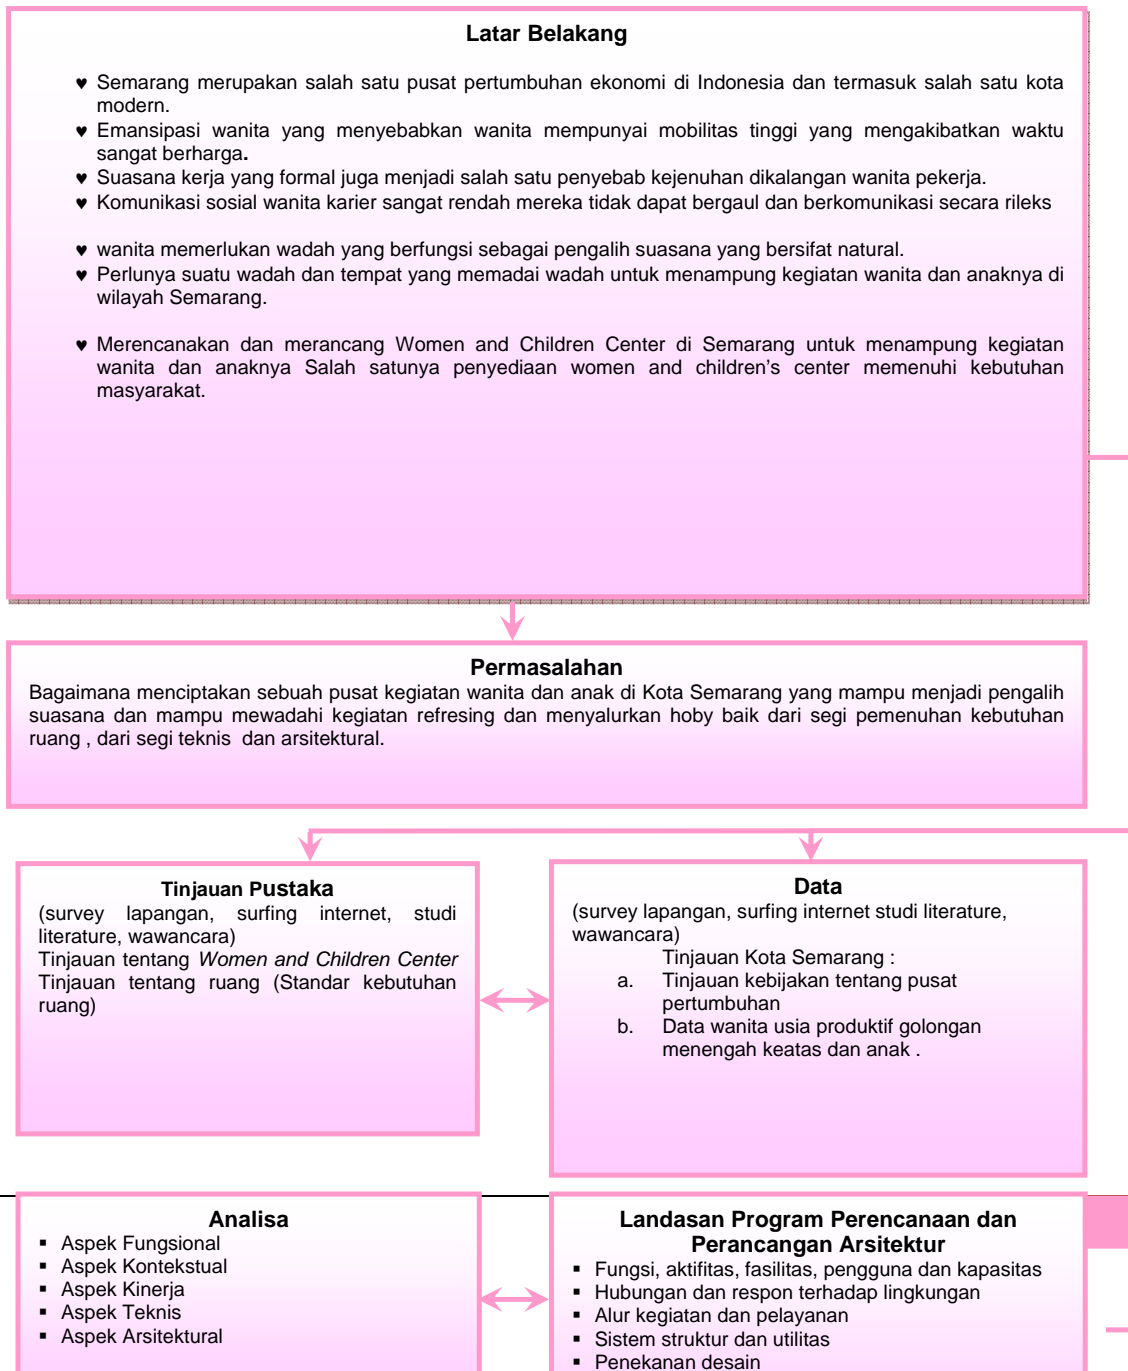 Latar Belakang
♥ Semarang merupakan salah satu pusat pertumbuhan ekonomi di Indonesia dan termasuk salah satu kota
modern.
♥ Emansipasi wanita yang menyebabkan wanita mempunyai mobilitas tinggi yang mengakibatkan waktu
sangat berharga.
♥ Suasana kerja yang formal juga menjadi salah satu penyebab kejenuhan dikalangan wanita pekerja.
♥ Komunikasi sosial wanita karier sangat rendah mereka tidak dapat bergaul dan berkomunikasi secara rileks
♥ wanita memerlukan wadah yang berfungsi sebagai pengalih suasana yang bersifat natural.
♥ Perlunya suatu wadah dan tempat yang memadai wadah untuk menampung kegiatan wanita dan anaknya di
wilayah Semarang.
♥ Merencanakan dan merancang Women and Children Center di Semarang untuk menampung kegiatan
wanita dan anaknya Salah satunya penyediaan women and children's center memenuhi kebutuhan
masyarakat.
Permasalahan
Bagaimana menciptakan sebuah pusat kegiatan wanita dan anak di Kota Semarang yang mampu menjadi pengalih
suasana dan mampu mewadahi kegiatan refresing dan menyalurkan hoby baik dari segi pemenuhan kebutuhan
ruang , dari segi teknis dan arsitektural.
Tinjauan Pustaka
(survey lapangan, surfing internet, studi
literature, wawancara)
Tinjauan tentang Women and Children Center
Tinjauan tentang ruang (Standar kebutuhan
ruang)
Data
(survey lapangan, surfing internet studi literature,
wawancara)
Tinjauan Kota Semarang :
a. Tinjauan kebijakan tentang pusat
pertumbuhan
b. Data wanita usia produktif golongan
menengah keatas dan anak .
Analisa
▪ Aspek Fungsional
▪ Aspek Kontekstual
▪ Aspek Kinerja
▪ Aspek Teknis
▪ Aspek Arsitektural
Landasan Program Perencanaan dan
Perancangan Arsitektur
▪ Fungsi, aktifitas, fasilitas, pengguna dan kapasitas
▪ Hubungan dan respon terhadap lingkungan
▪ Alur kegiatan dan pelayanan
▪ Sistem struktur dan utilitas
▪ Penekanan desain